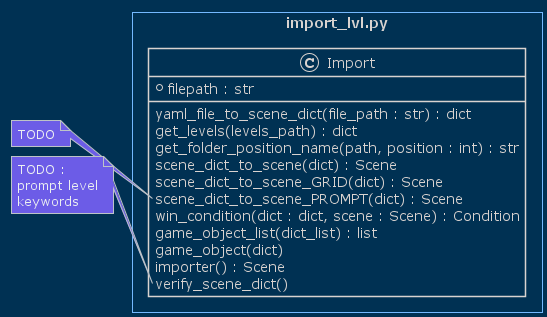 import_lvl.py
C Import
filepath : str
yaml_file_to_scene_dict(file_path : str) : dict
get_levels(levels_path) : dict
get_folder_position_name(path, position : int) : str
scene_dict_to_scene(dict) : Scene
scene_dict_to_scene_GRID(dict) : Scene
scene_dict_to_scene_PROMPT(dict) : Scene
win_condition(dict : dict, scene : Scene) : Condition
game_object_list(dict_list) : list
game_object(dict)
importer() : Scene
verify_scene_dict()
TODO
TODO :
prompt level
keywords